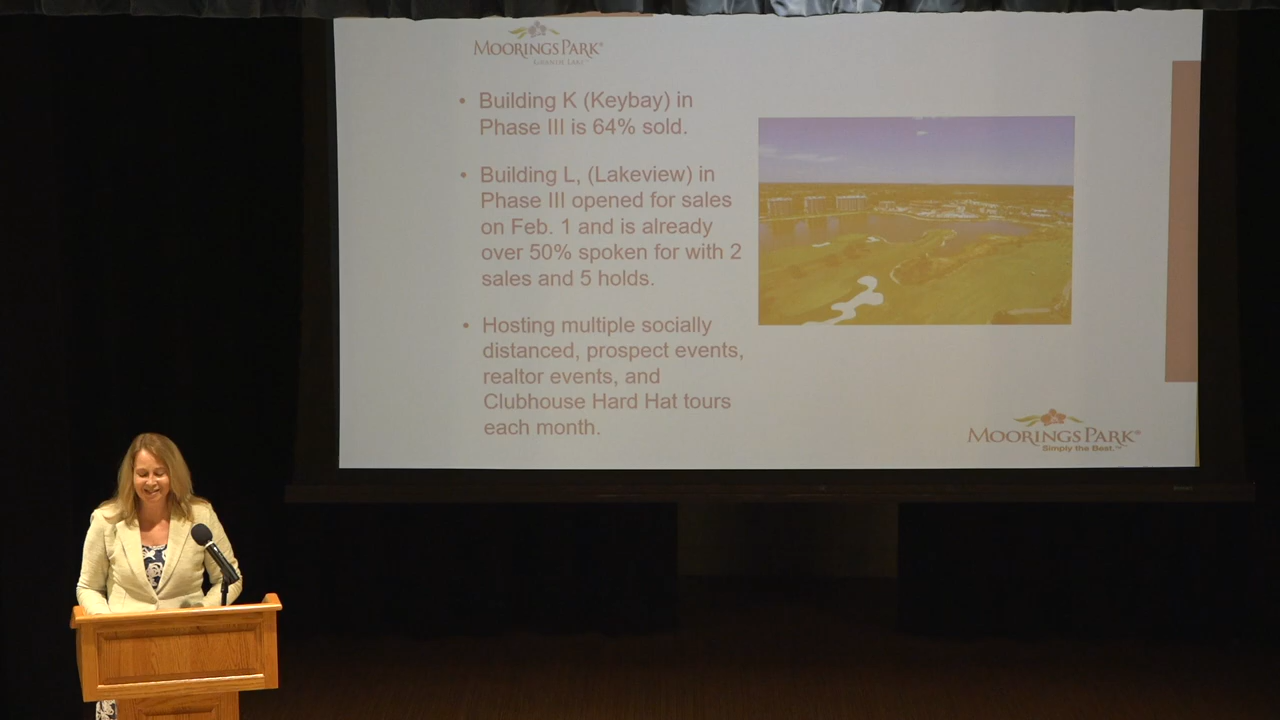 MOORINGS PARK®
GRANDE LAKE™
• Building K (Keybay) in
Phase III is 64% sold.
• Building L, (Lakeview) in
Phase III opened for sales
on Feb. 1 and is already
over 50% spoken for with 2
sales and 5 holds.
• Hosting multiple socially
distanced, prospect events,
realtor events, and
Clubhouse Hard Hat tours
each month.
MOORINGS PARK®
Simply the Best.™